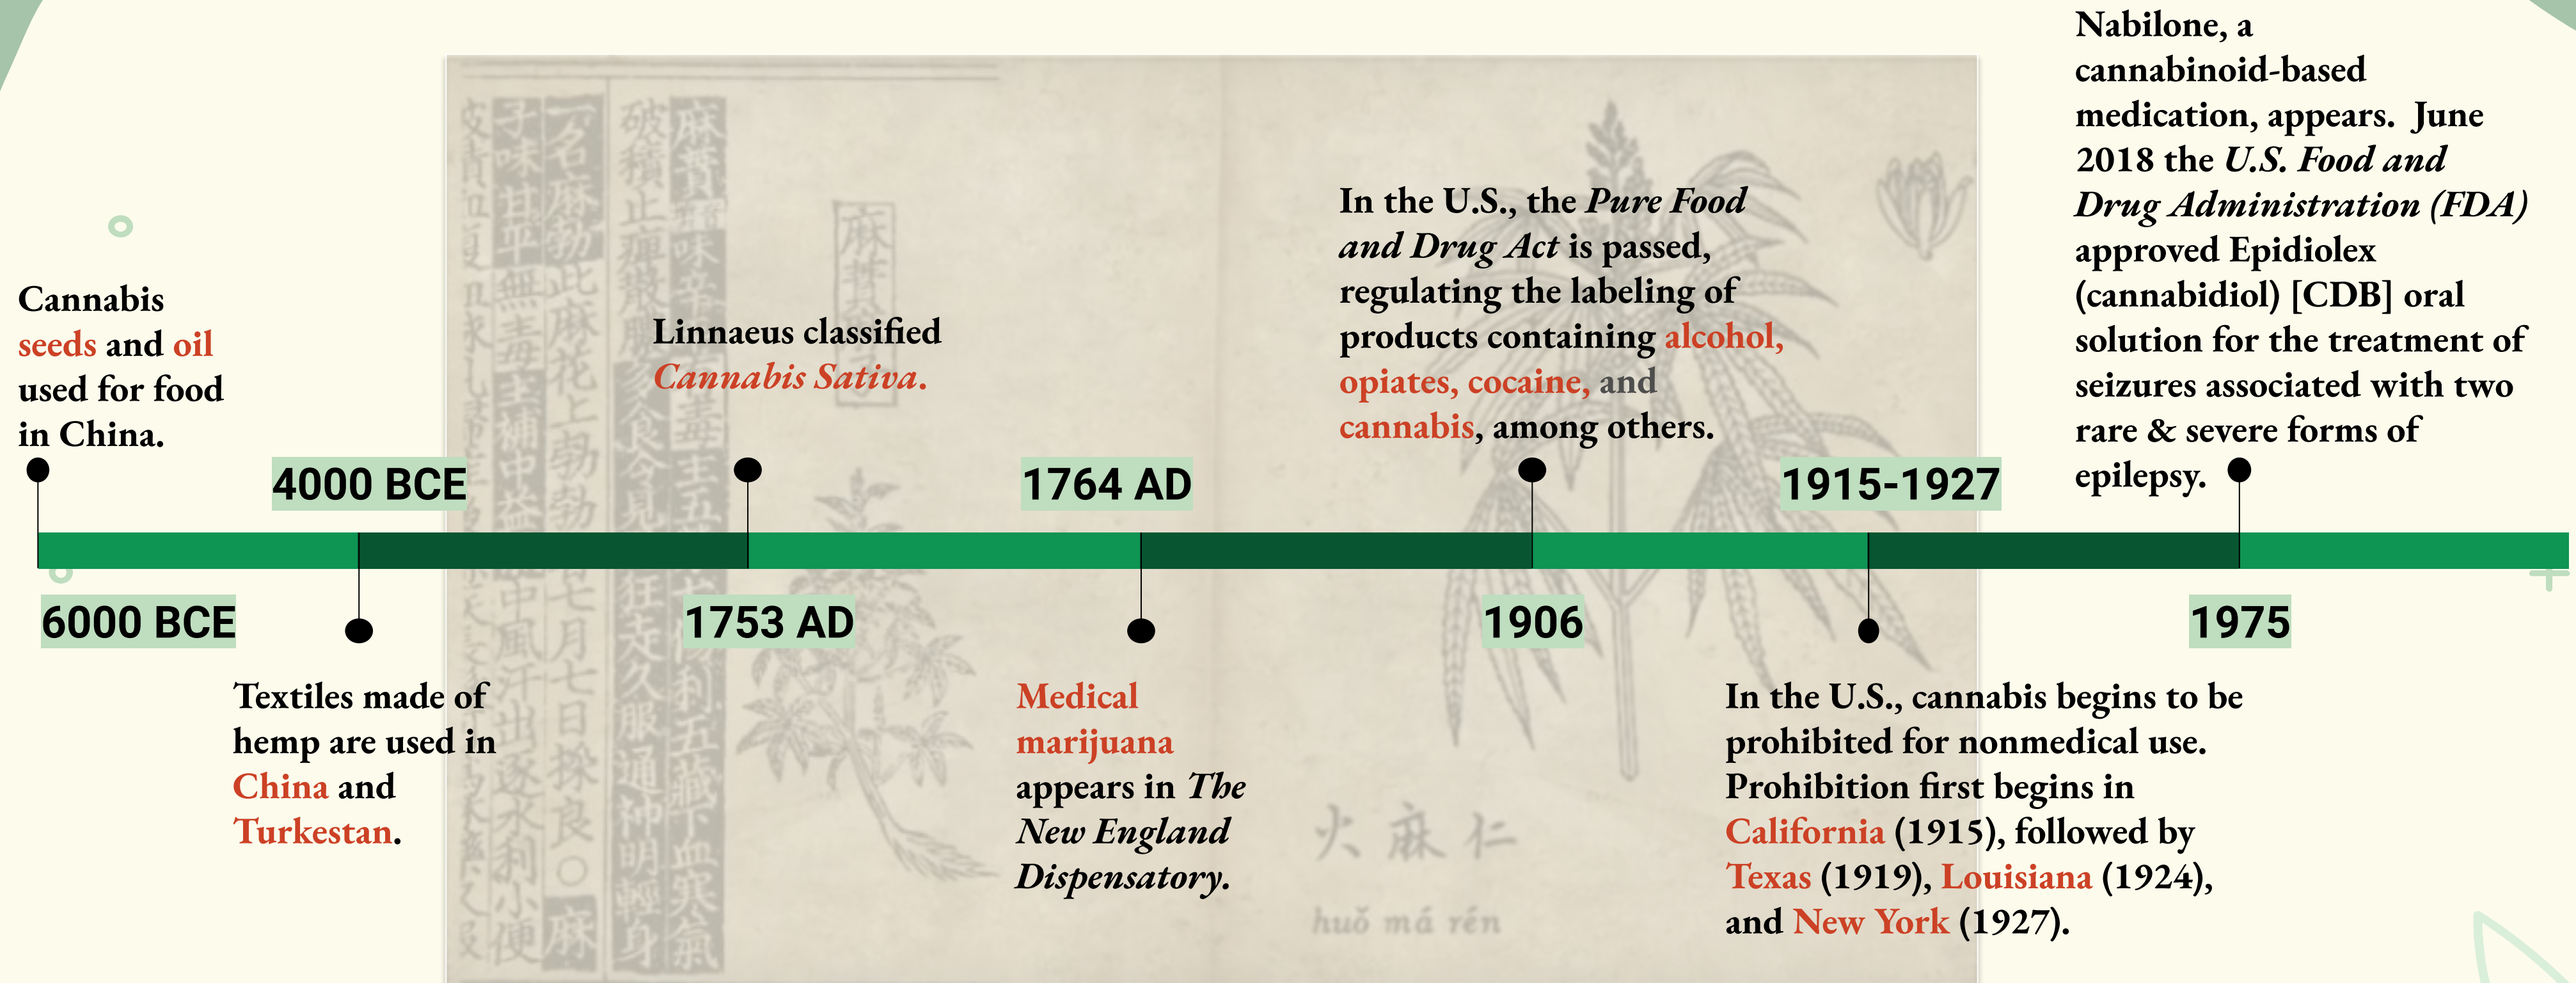 Cannabis
seeds and oil
used for food
in China.
6000 BCE
4000 BCE
Textiles made of
hemp are used in
China and
Turkestan.
Linnaeus classified
Cannabis Sativa.
1753 AD
1764 AD
Medical
marijuana
appears in The
New England
Dispensatory.
In the U.S., the Pure Food
and Drug Act is passed,
regulating the labeling of
products containing alcohol,
opiates, cocaine, and
cannabis, among others.
1906
1915-1927
In the U.S., cannabis begins to be
prohibited for nonmedical use.
Prohibition first begins in
California (1915), followed by
Texas (1919), Louisiana (1924),
and New York (1927).
Nabilone, a
cannabinoid-based
medication, appears.  June
2018 the U.S. Food and
Drug Administration (FDA)
approved Epidiolex
(cannabidiol) [CDB] oral
solution for the treatment of
seizures associated with two
rare & severe forms of
epilepsy.
1975
火麻仁
huǒ má rén